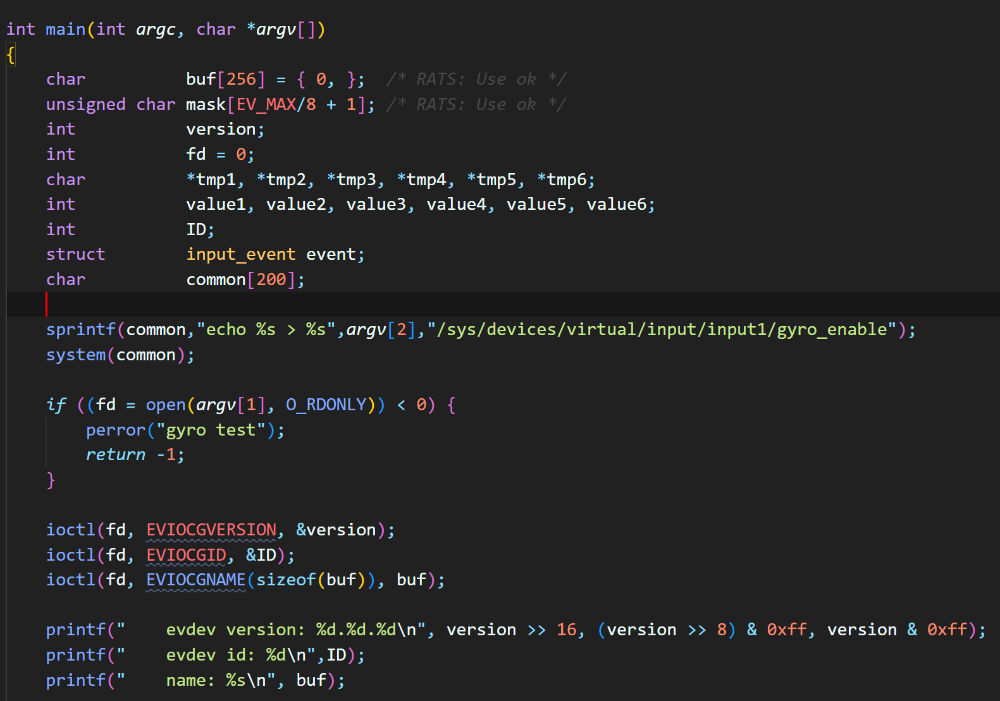 int main(int argc, char *argv[])
{
    char          buf[256] = { 0, };  /* RATS: Use ok */
    unsigned char mask[EV_MAX/8 + 1]; /* RATS: Use ok */
    int           version;
    int           fd = 0;
    char          *tmp1, *tmp2, *tmp3, *tmp4, *tmp5, *tmp6;
    int           value1, value2, value3, value4, value5, value6;
    int           ID;
    struct        input_event event;
    char          common[200];

    sprintf(common,"echo %s > %s",argv[2],"/sys/devices/virtual/input/input1/gyro_enable");
    system(common);

    if ((fd = open(argv[1], O_RDONLY)) < 0) {
        perror("gyro test");
        return -1;
    }

    ioctl(fd, EVIOCGVERSION, &version);
    ioctl(fd, EVIOCGID, &ID);
    ioctl(fd, EVIOCGNAME(sizeof(buf)), buf);

    printf("    evdev version: %d.%d.%d\n", version >> 16, (version >> 8) & 0xff, version & 0xff);
    printf("    evdev id: %d\n",ID);
    printf("    name: %s\n", buf);